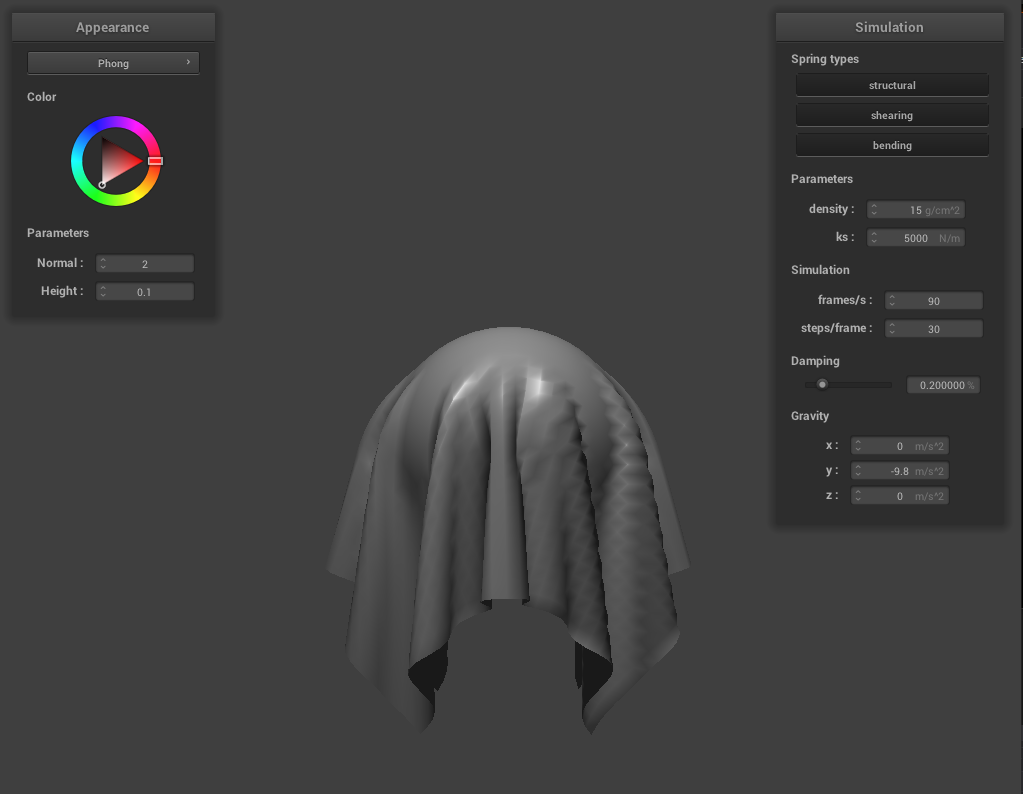 Appearance
Phong
Color
Parameters
Normal : 2
Height : 0.1
Simulation
Spring types
structural
shearing
bending
Parameters
density : 15 g/cm^2
ks : 5000 N/m
Simulation
frames/s : 90
steps/frame : 30
Damping
0.200000 %
Gravity
x : 0 m/s^2
y : -9.8 m/s^2
z : 0 m/s^2